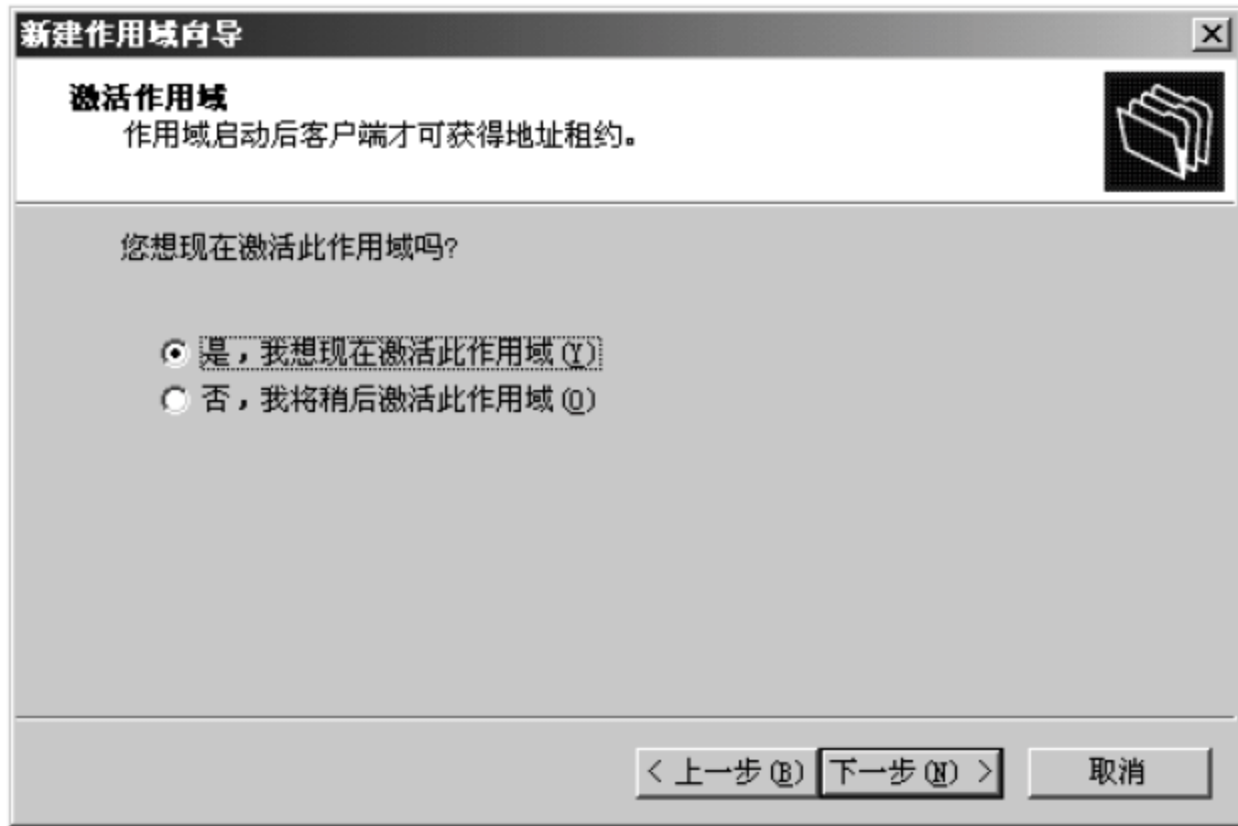 新建作用域向导
激活作用域
作用域启动后客户端才可获得地址租约。
您想现在激活此作用域吗?
是，我想现在激活此作用域(Y)
否，我将稍后激活此作用域(O)
< 上一步(B) 下一步(N) > 取消